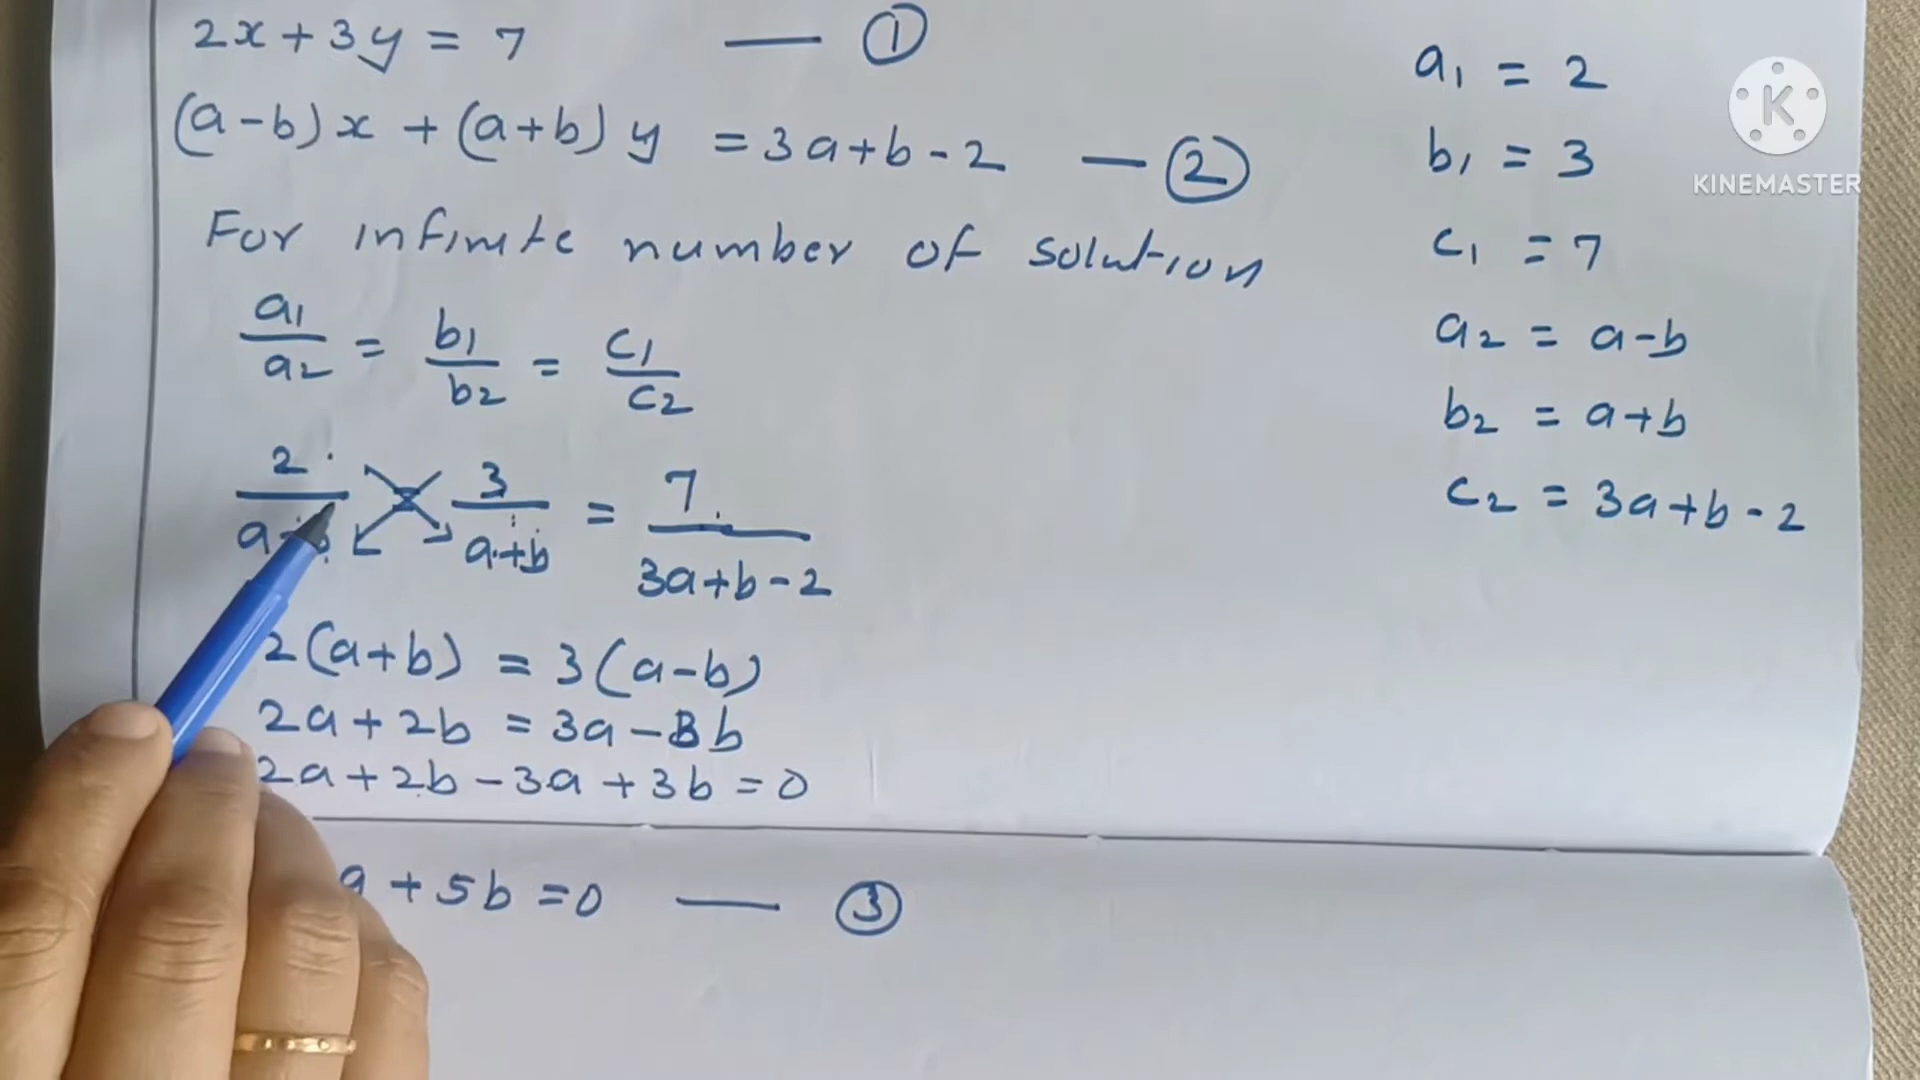 2x + 3y = 7 — ①
(a-b)x + (a+b)y = 3a+b-2 — ②
For infinite number of solution
a1/a2 = b1/b2 = c1/c2
2/a-b 3/a+b = 7/3a+b-2
2(a+b) = 3(a-b)
2a+2b = 3a-3b
2a+2b-3a+3b=0
a+5b=0 — ③
a1 = 2
b1 = 3
c1 = 7
a2 = a-b
b2 = a+b
c2 = 3a+b-2
K
KINEMASTER